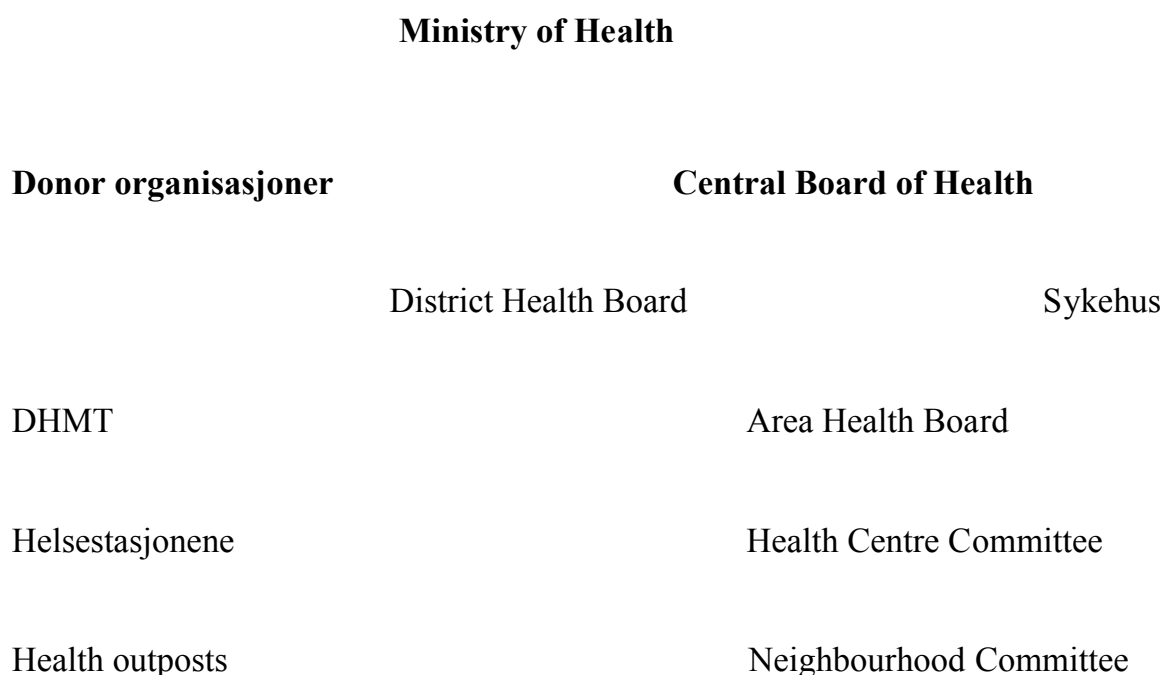 Ministry of Health
Donor organisasjoner Central Board of Health
District Health Board Sykehus
DHMT Area Health Board
Helsestasjonene Health Centre Committee
Health outposts Neighbourhood Committee